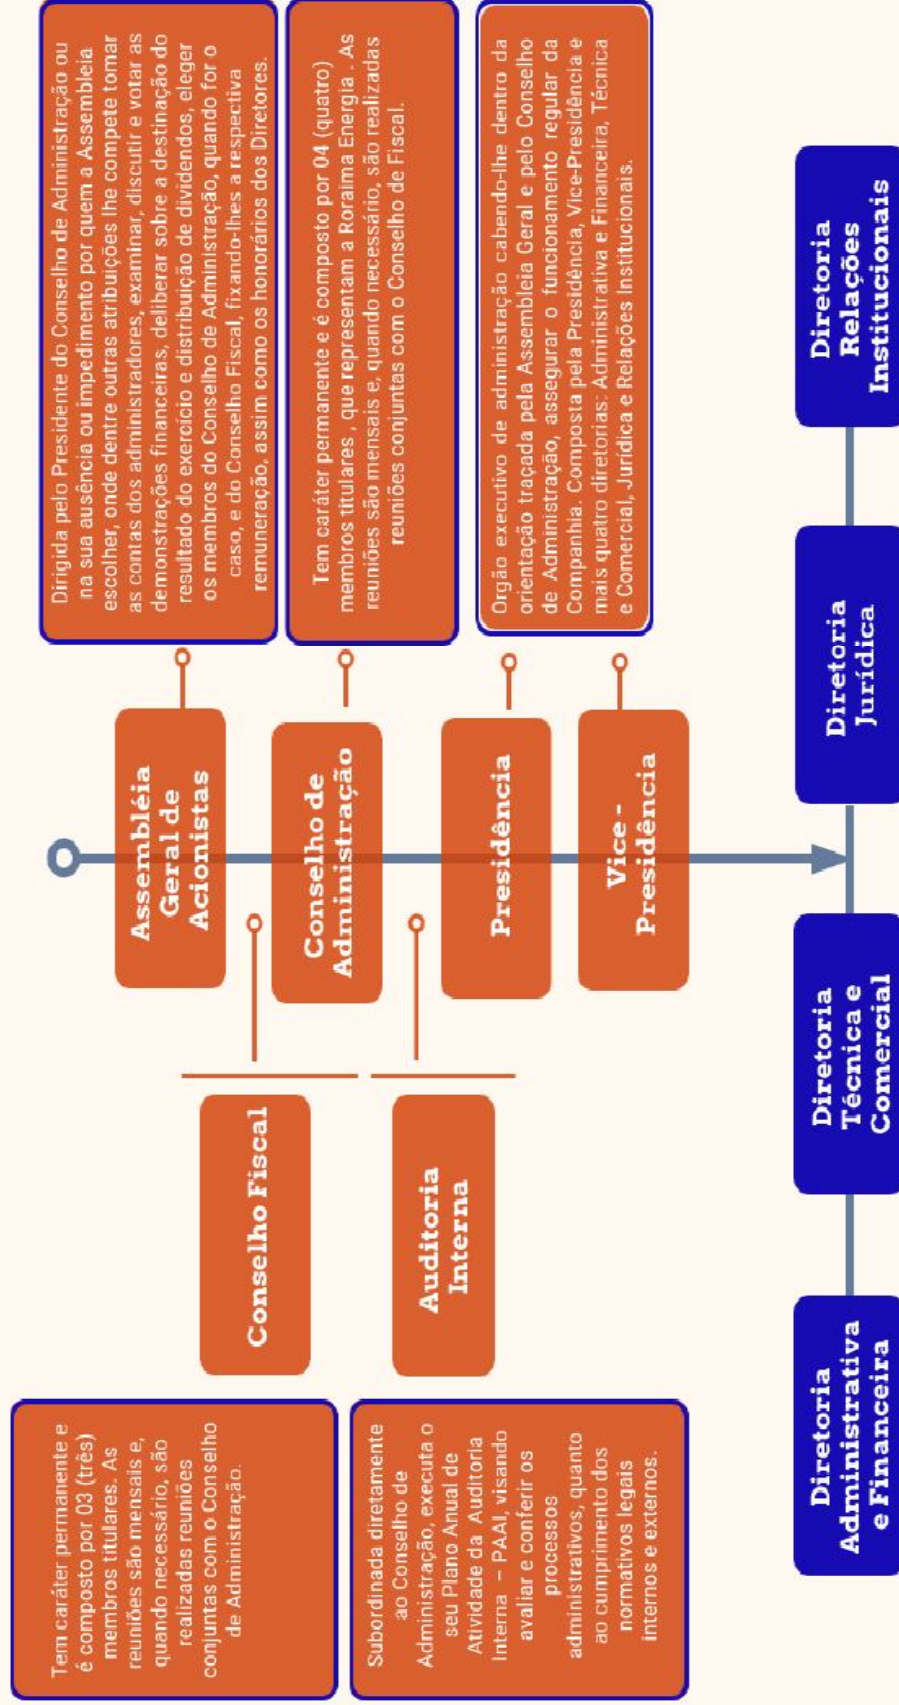 Assembléia
Geral de
Acionistas
Dirigida pelo Presidente do Conselho de Administração ou
na sua ausência ou impedimento por quem a Assembleia
escolher, onde dentre outras atribuições lhe compete tomar
as contas dos administradores, examinar, discutir e votar as
demonstrações financeiras, deliberar sobre a destinação do
resultado do exercício e distribuição de dividendos, eleger
os membros do Conselho de Administração, quando for o
caso, e do Conselho Fiscal, fixando-lhes a respectiva
remuneração, assim como os honorários dos Diretores.
Tem caráter permanente e
é composto por 03 (três)
membros titulares. As
reuniões são mensais e,
quando necessário, são
realizadas reuniões
conjuntas com o Conselho
de Administração.
Conselho Fiscal
Conselho de
Administração
Tem caráter permanente e é composto por 04 (quatro)
membros titulares , que representam a Roraima Energia . As
reuniões são mensais e, quando necessário, são realizadas
reuniões conjuntas com o Conselho de Fiscal.
Subordinada diretamente
ao Conselho de
Administração, executa o
seu Plano Anual de
Atividade da Auditoria
Interna – PAAI, visando
avaliar e conferir os
processos
administrativos, quanto
ao cumprimento dos
normativos legais
internos e externos.
Auditoria
Interna
Presidência
Orgão executivo de administração cabendo-lhe dentro da
orientação traçada pela Assembleia Geral e pelo Conselho
de Administração, assegurar o funcionamento regular da
Companhia. Composta pela Presidência, Vice-Presidência e
mais quatro diretorias: Administrativa e Financeira, Técnica
e Comercial, Jurídica e Relações Institucionais.
Vice -
Presidência
Diretoria
Administrativa
e Financeira
Diretoria
Técnica e
Comercial
Diretoria
Jurídica
Diretoria
Relações
Institucionais